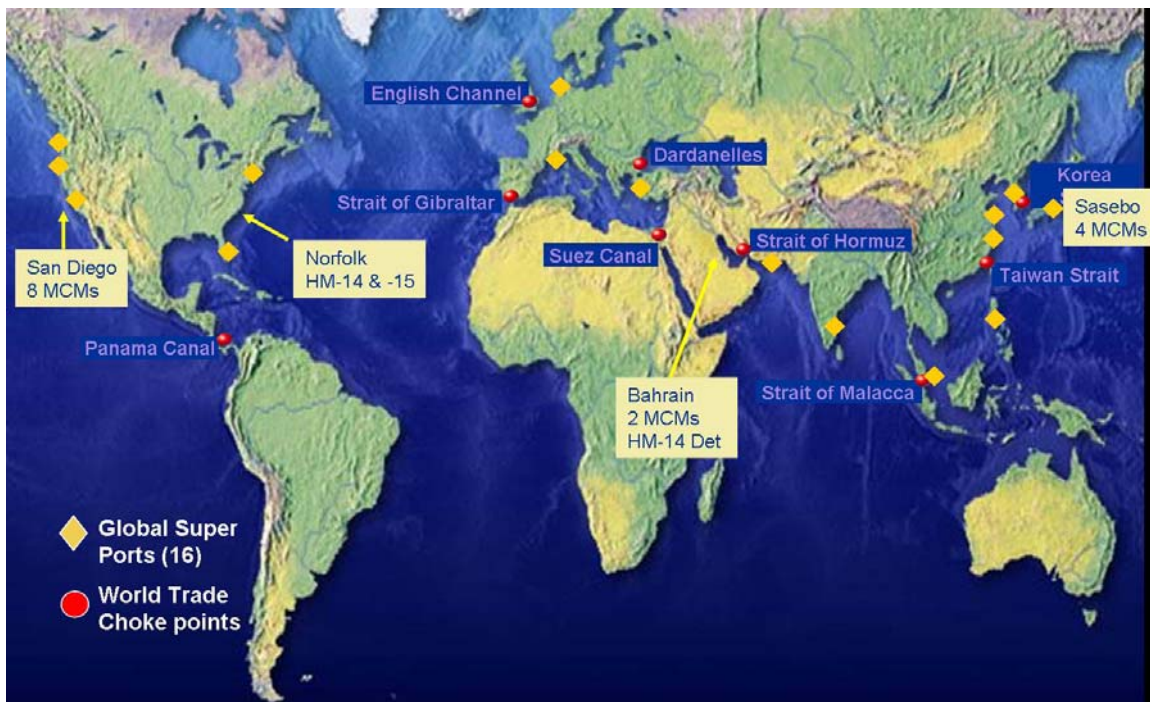 English Channel
Dardanelles
Korea
Strait of Gibraltar
Sasebo
4 MCMs
Strait of Hormuz
Suez Canal
Taiwan Strait
San Diego
8 MCMs
Norfolk
HM-14 & -15
Panama Canal
Bahrain
2 MCMs
HM-14 Det
Strait of Malacca
Global Super
Ports (16)
World Trade
Choke points